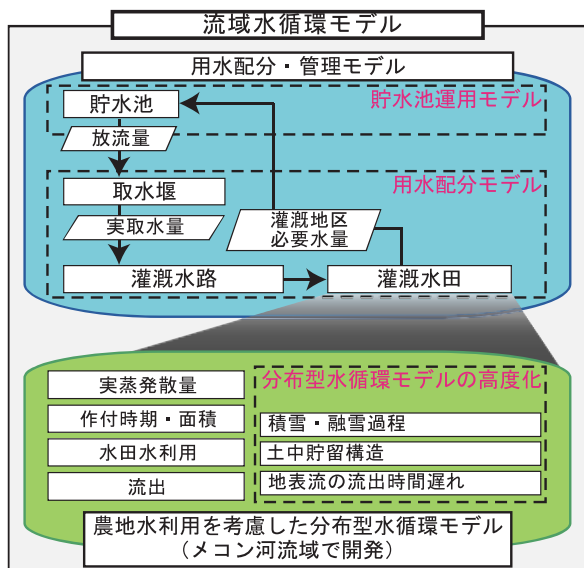 流域水循環モデル
用水配分・管理モデル
貯水池運用モデル
貯水池
放流量
用水配分モデル
取水堰
実取水量
灌漑地区
必要水量
灌漑水路
灌漑水田
分布型水循環モデルの高度化
実蒸発散量
作付時期・面積
水田水利用
流出
積雪・融雪過程
土中貯留構造
地表流の流出時間遅れ
農地水利用を考慮した分布型水循環モデル
（メコン河流域で開発）